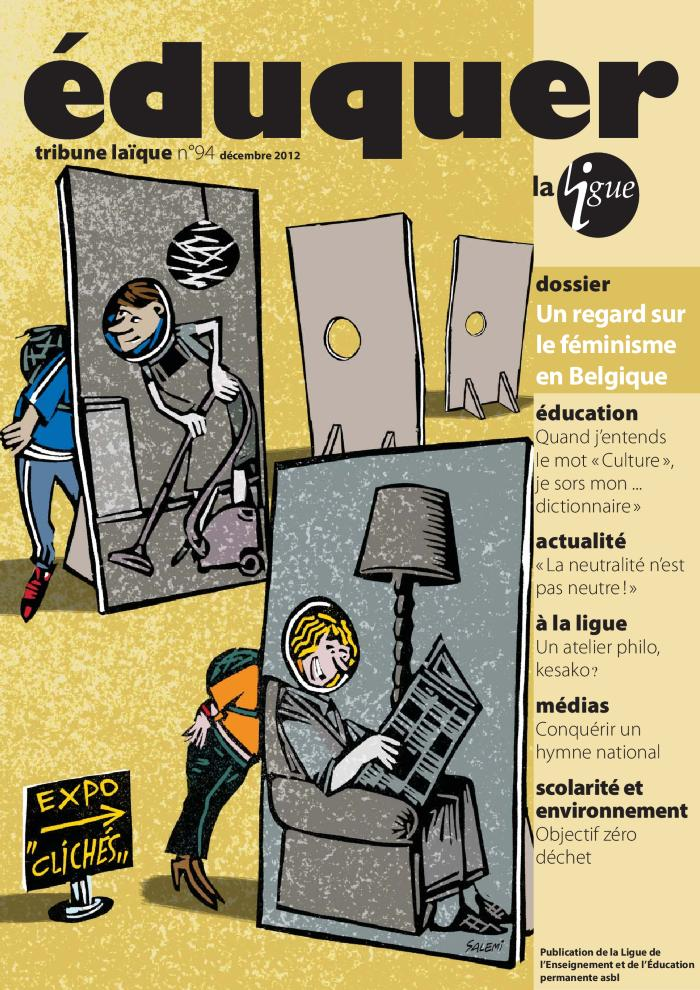 éduquer
tribune laïque n°94 décembre 2012
la ligue
dossier
Un regard sur
le féminisme
en Belgique
éducation
Quand j'entends
le mot « Culture »,
je sors mon ...
dictionnaire »
actualité
« La neutralité n'est
pas neutre ! »
à la ligue
Un atelier philo,
kesako ?
médias
Conquérir un
hymne national
scolarité et
environnement
Objectif zéro
déchet
EXPO
"CLICHÉS,,
SALEMI
Publication de la Ligue de
l'Enseignement et de l'Éducation
permanente asbl